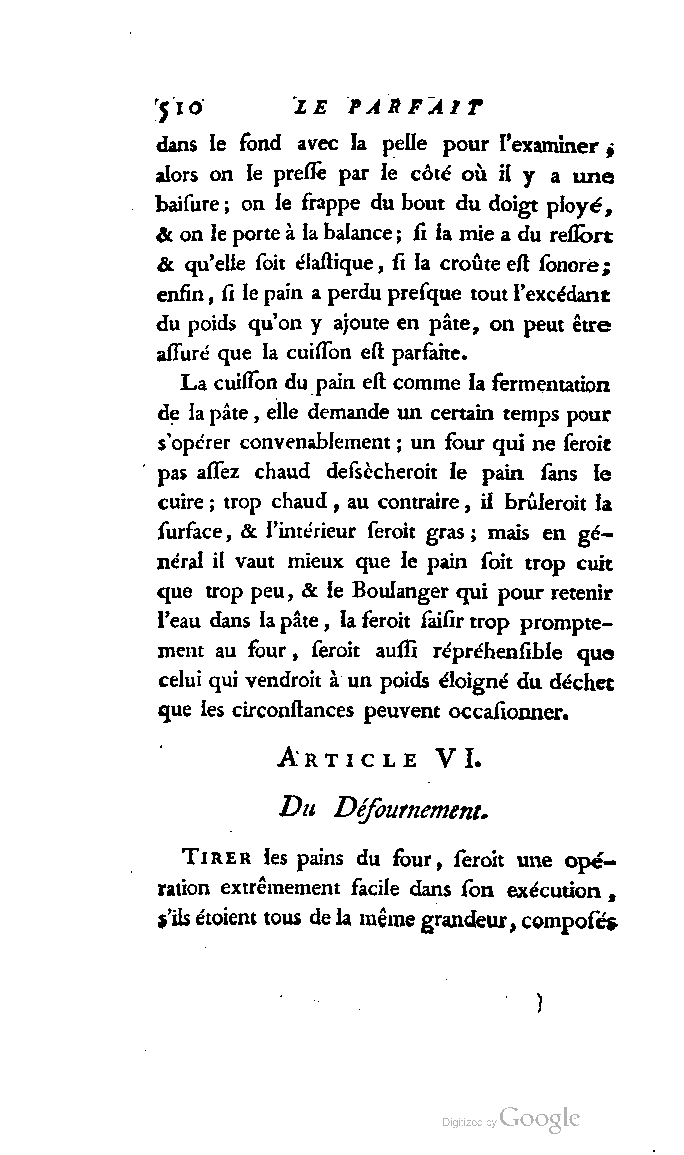 510 LE PARFAIT
dans le fond avec la pelle pour l'examiner;
alors on le preſſe par le côté où il y a une
baiſure; on le frappe du bout du doigt ployé,
& on le porte à la balance; ſi la mie a du reſſort
& qu'elle ſoit élaſtique, ſi la croûte eſt ſonore;
enfin, ſi le pain a perdu preſque tout l'excédant
du poids qu'on y ajoute en pâte, on peut être
aſſuré que la cuiſſon eſt parfaite.
La cuiſſon du pain eſt comme la fermentation
de la pâte, elle demande un certain temps pour
s'opérer convenablement; un four qui ne ſeroit
pas aſſez chaud deſsècheroit le pain ſans le
cuire; trop chaud, au contraire, il brûleroit la
ſurface, & l'intérieur ſeroit gras; mais en gé-
néral il vaut mieux que le pain ſoit trop cuit
que trop peu, & le Boulanger qui pour retenir
l'eau dans la pâte, la feroit ſaiſir trop prompte-
ment au four, ſeroit auſſi répréhenſible que
celui qui vendroit à un poids éloigné du déchet
que les circonſtances peuvent occaſionner.
ARTICLE VI.
Du Défournement.
TIRER les pains du four, ſeroit une opé-
ration extrêmement facile dans ſon exécution,
s'ils étoient tous de la même grandeur, compoſés
Digitized by Google